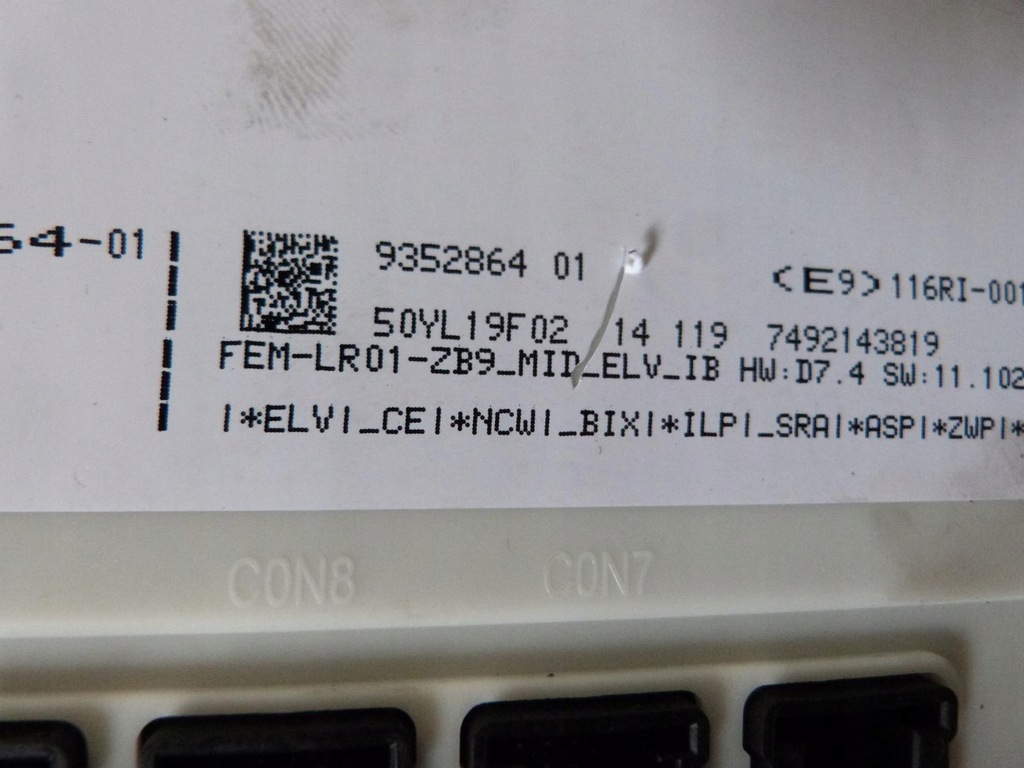 64-01
9352864 01
<E9>116RI-001
50YL19F02 14 119 7492143819
FEM-LR01-ZB9_MID_ELV_IB HW:D7.4 SW:11.102
|*ELV|_CE|*NCW|_BIX|*ILP|_SRA|*ASP|*ZWP|*
CON8 CON7